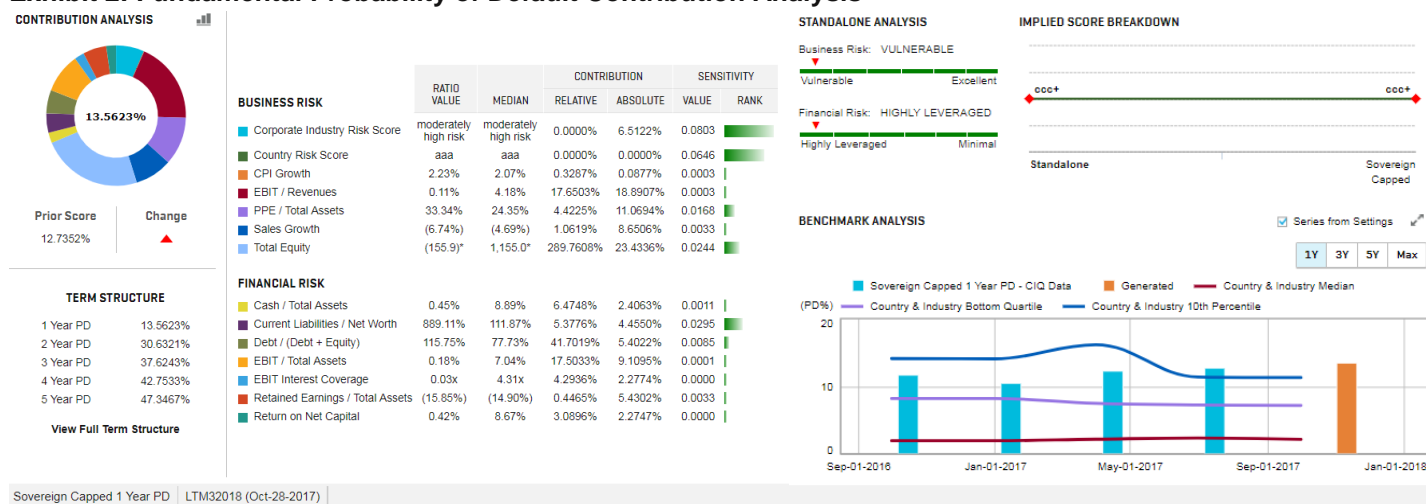 CONTRIBUTION ANALYSIS
13.5623%
Prior Score Change
12.7352%
TERM STRUCTURE
1 Year PD 13.5623%
2 Year PD 30.6321%
3 Year PD 37.6243%
4 Year PD 42.7533%
5 Year PD 47.3467%
View Full Term Structure
CONTRIBUTION SENSITIVITY
BUSINESS RISK RATIO VALUE MEDIAN RELATIVE ABSOLUTE VALUE RANK
Corporate Industry Risk Score moderately high risk moderately high risk 0.0000% 6.5122% 0.0803
Country Risk Score aaa aaa 0.0000% 0.0000% 0.0646
CPI Growth 2.23% 2.07% 0.3287% 0.0877% 0.0003
EBIT / Revenues 0.11% 4.18% 17.6503% 18.8907% 0.0003
PPE / Total Assets 33.34% 24.35% 4.4225% 11.0694% 0.0168
Sales Growth (6.74%) (4.69%) 1.0619% 8.6506% 0.0033
Total Equity (155.9)* 1,155.0* 289.7608% 23.4336% 0.0244
FINANCIAL RISK
Cash / Total Assets 0.45% 8.89% 6.4748% 2.4063% 0.0011
Current Liabilities / Net Worth 889.11% 111.87% 5.3776% 4.4550% 0.0295
Debt / (Debt + Equity) 115.75% 77.73% 41.7019% 5.4022% 0.0085
EBIT / Total Assets 0.18% 7.04% 17.5033% 9.1095% 0.0001
EBIT Interest Coverage 0.03x 4.31x 4.2936% 2.2774% 0.0000
Retained Earnings / Total Assets (15.85%) (14.90%) 0.4465% 5.4302% 0.0033
Return on Net Capital 0.42% 8.67% 3.0896% 2.2747% 0.0000
STANDALONE ANALYSIS
Business Risk: VULNERABLE
Vulnerable Excellent
Financial Risk: HIGHLY LEVERAGED
Highly Leveraged Minimal
IMPLIED SCORE BREAKDOWN
ccc+ ccc+
Standalone Sovereign Capped
BENCHMARK ANALYSIS
Series from Settings
1Y 3Y 5Y Max
Sovereign Capped 1 Year PD - CIQ Data Generated Country & Industry Median
Country & Industry Bottom Quartile Country & Industry 10th Percentile
(PD%)
20
10
0
Sep-01-2016 Jan-01-2017 May-01-2017 Sep-01-2017 Jan-01-2018
Sovereign Capped 1 Year PD LTM32018 (Oct-28-2017)